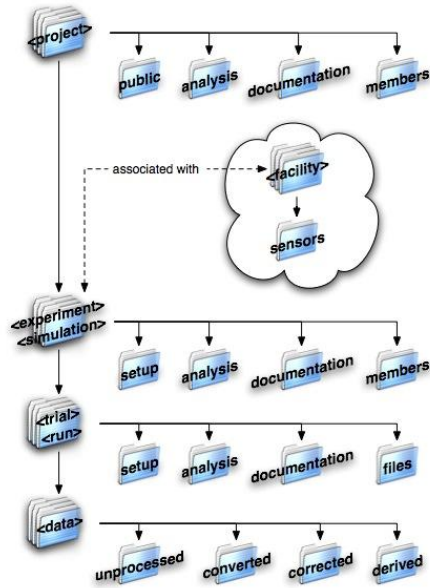 <project>
public
analysis
documentation
members
associated with
<facility>
sensors
<experiment>
<simulation>
setup
analysis
documentation
members
<trial>
<run>
setup
analysis
documentation
files
<data>
unprocessed
converted
corrected
derived